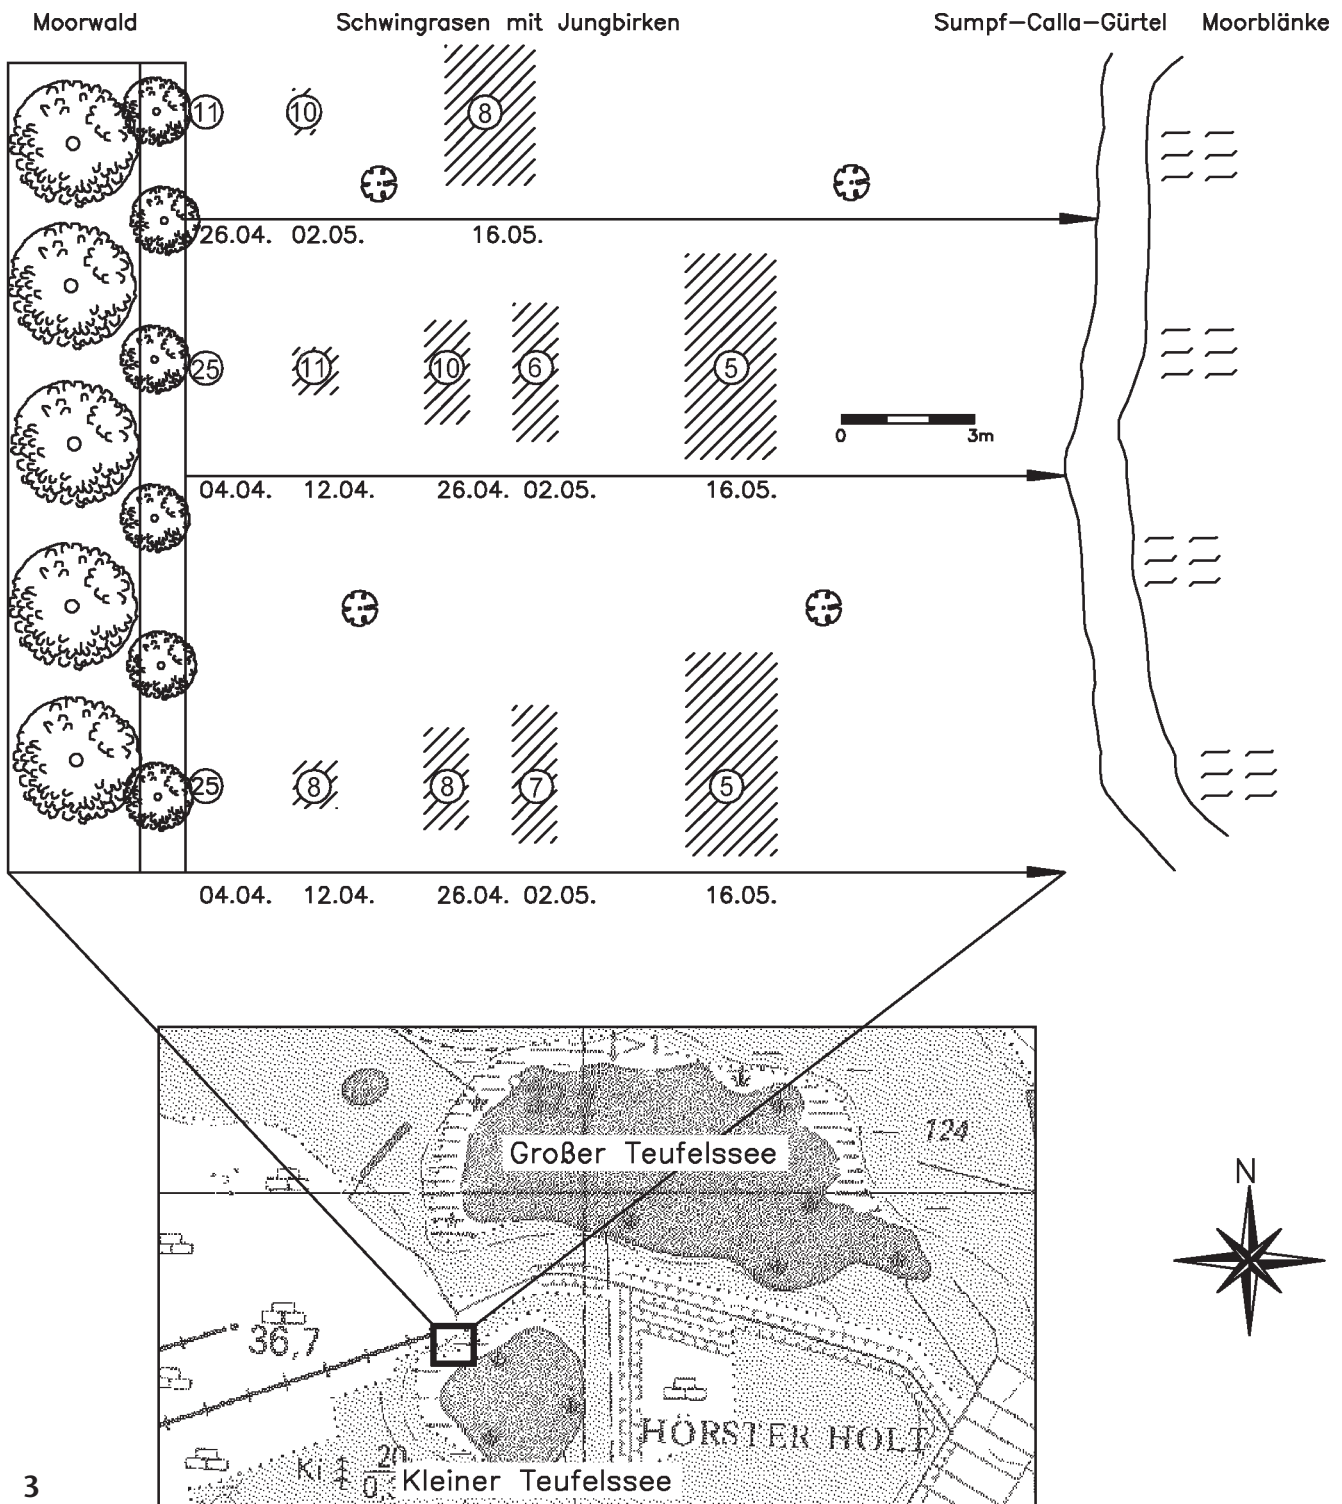 Moorwald Schwingrasen mit Jungbirken Sumpf-Calla-Gürtel Moorblänke
11 10 8
26.04. 02.05. 16.05.
25 11 10 6 5
0 3m
04.04. 12.04. 26.04. 02.05. 16.05.
25 8 8 7 5
04.04. 12.04. 26.04. 02.05. 16.05.
124
Großer Teufelssee
N
36,7
HÖRSTER HOLT
Ki 20
0,
Kleiner Teufelssee
3